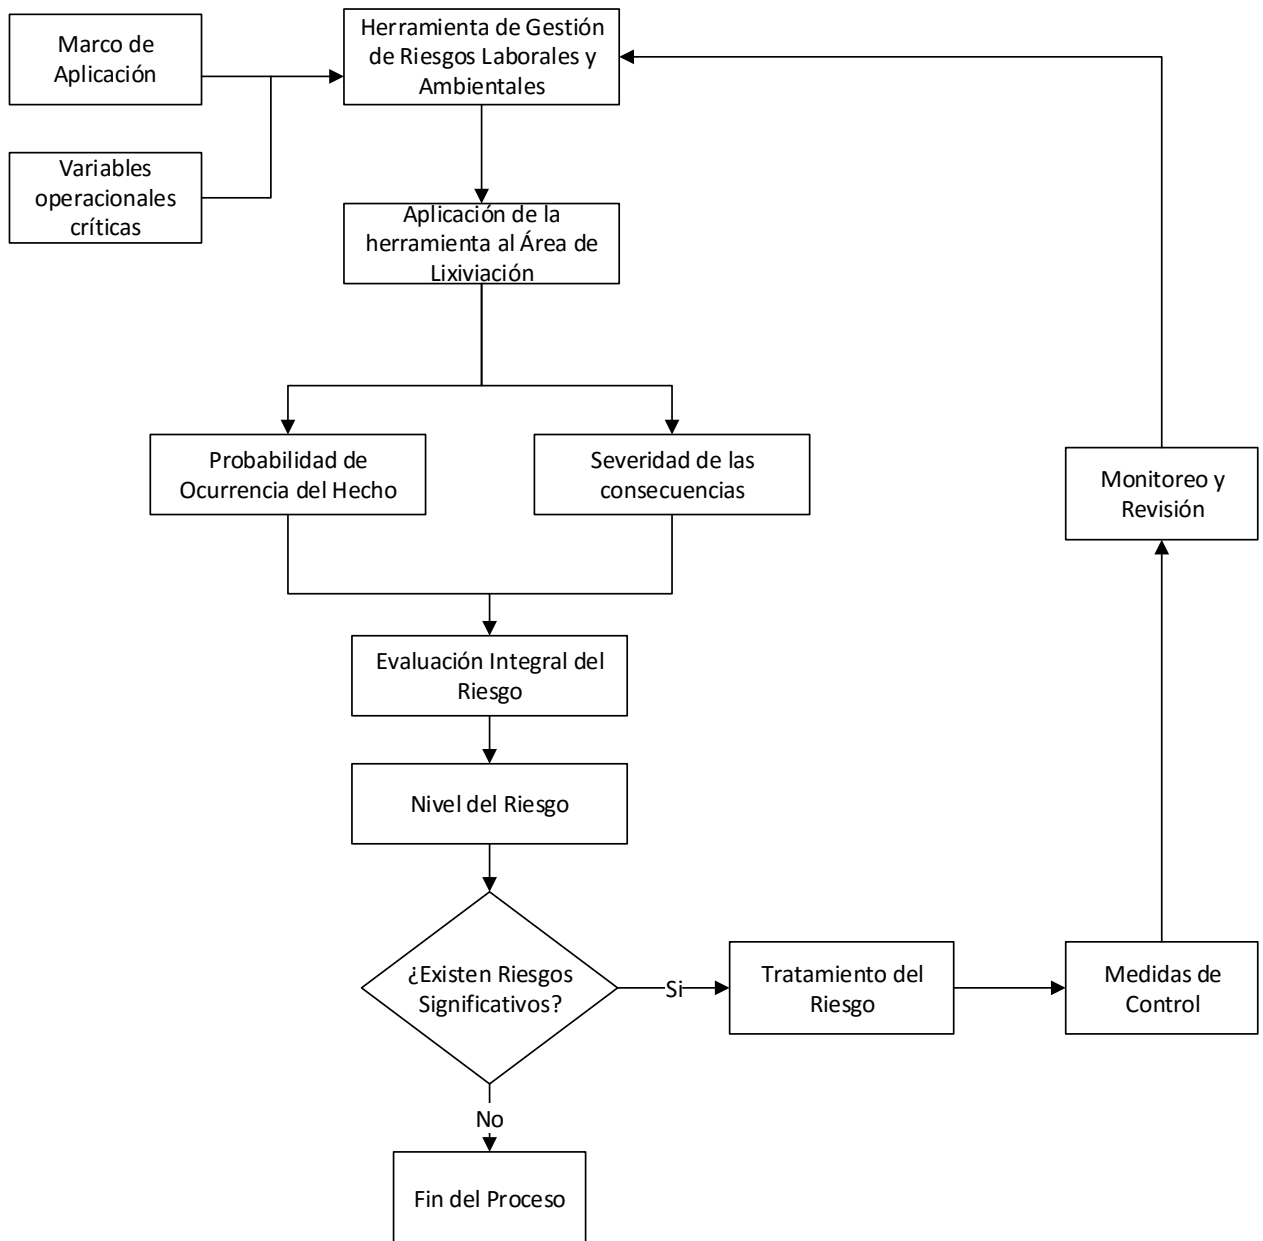 Marco de
Aplicación
Herramienta de Gestión
de Riesgos Laborales y
Ambientales
Variables
operacionales
críticas
Aplicación de la
herramienta al Área de
Lixiviación
Probabilidad de
Ocurrencia del Hecho
Severidad de las
consecuencias
Monitoreo y
Revisión
Evaluación Integral del
Riesgo
Nivel del Riesgo
¿Existen Riesgos
Significativos?
Si
Tratamiento del
Riesgo
Medidas de
Control
No
Fin del Proceso